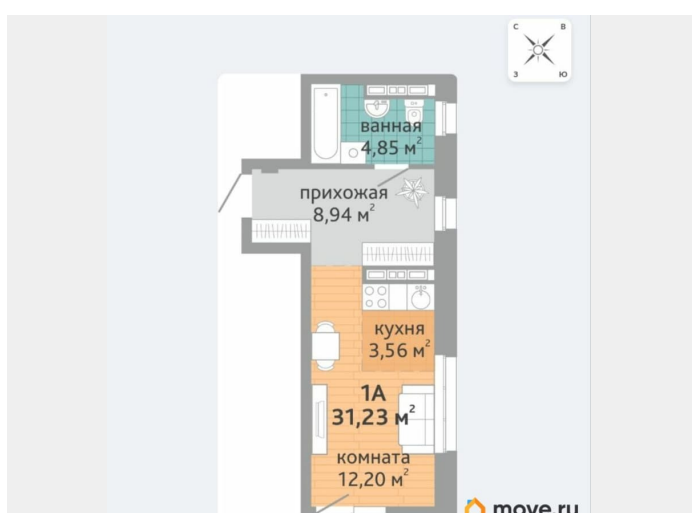 С В
З Ю
ванная
4,85 м²
прихожая
8,94 м²
кухня
3,56 м²
1А
31,23 м²
комната
12,20 м²
move.ru